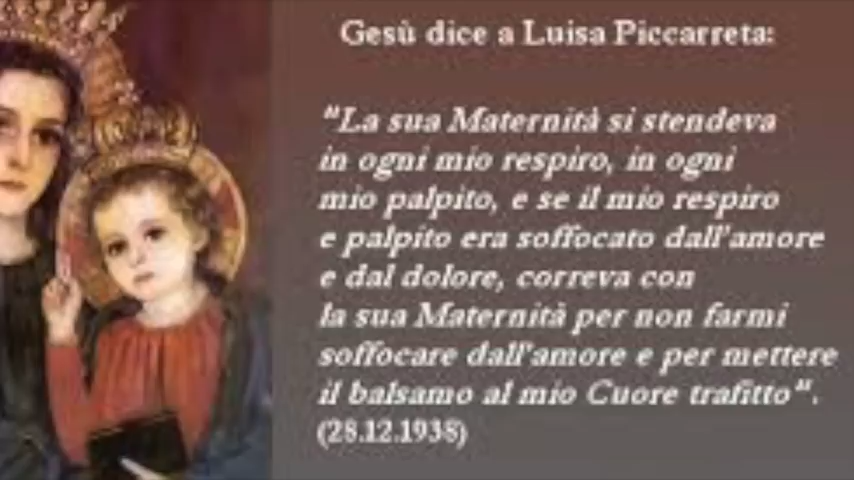 Gesù dice a Luisa Piccarreta:
"La sua Maternità si stendeva
in ogni mio respiro, in ogni
mio palpito, e se il mio respiro
e palpito era soffocato dall'amore
e dal dolore, correva con
la sua Maternità per non farmi
soffocare dall'amore e per mettere
il balsamo al mio Cuore trafitto".
(28.12.1938)